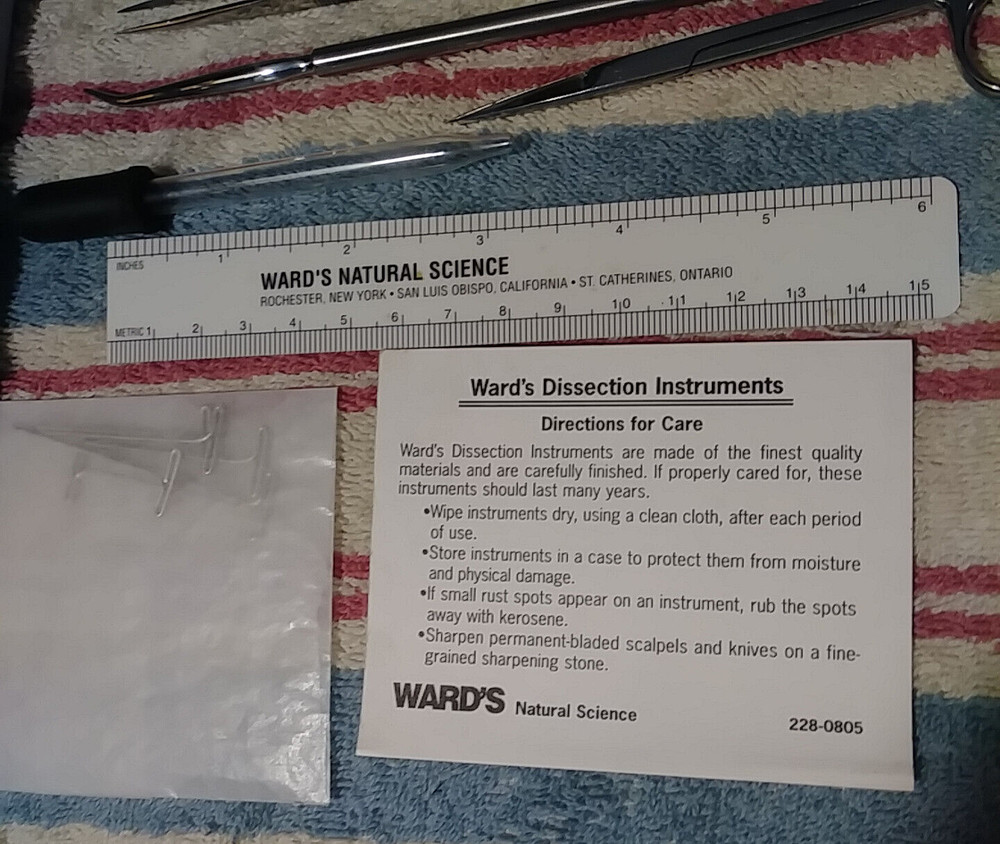 INCHES 1 2 3 4 5 6
WARD'S NATURAL SCIENCE
ROCHESTER, NEW YORK • SAN LUIS OBISPO, CALIFORNIA • ST. CATHERINES, ONTARIO
METRIC 1 2 3 4 5 6 7 8 9 10 11 12 13 14 15
Ward's Dissection Instruments
Directions for Care
Ward's Dissection Instruments are made of the finest quality
materials and are carefully finished. If properly cared for, these
instruments should last many years.
•Wipe instruments dry, using a clean cloth, after each period
of use.
•Store instruments in a case to protect them from moisture
and physical damage.
•If small rust spots appear on an instrument, rub the spots
away with kerosene.
•Sharpen permanent-bladed scalpels and knives on a fine-
grained sharpening stone.
WARD'S Natural Science
228-0805